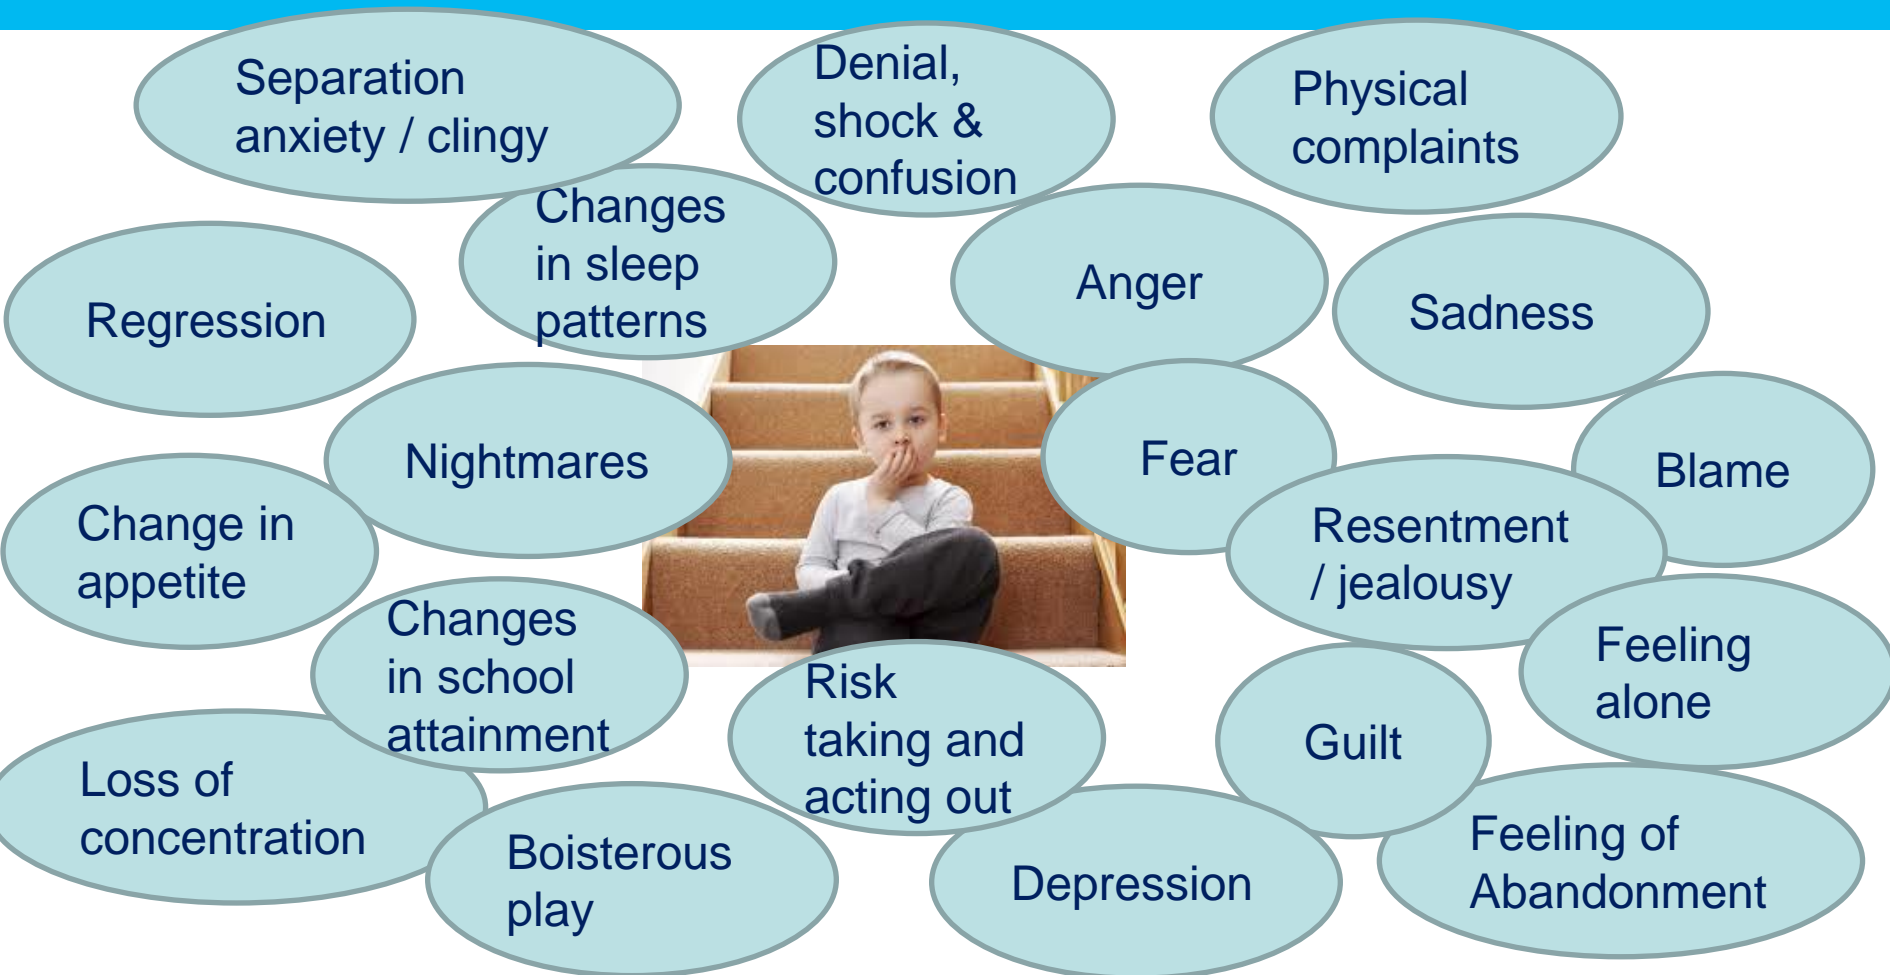 Separation
anxiety / clingy
Denial,
shock &
confusion
Physical
complaints
Changes
in sleep
patterns
Anger
Sadness
Regression
Nightmares
Fear
Blame
Change in
appetite
Resentment
/ jealousy
Changes
in school
attainment
Risk
taking and
acting out
Guilt
Feeling
alone
Loss of
concentration
Boisterous
play
Depression
Feeling of
Abandonment